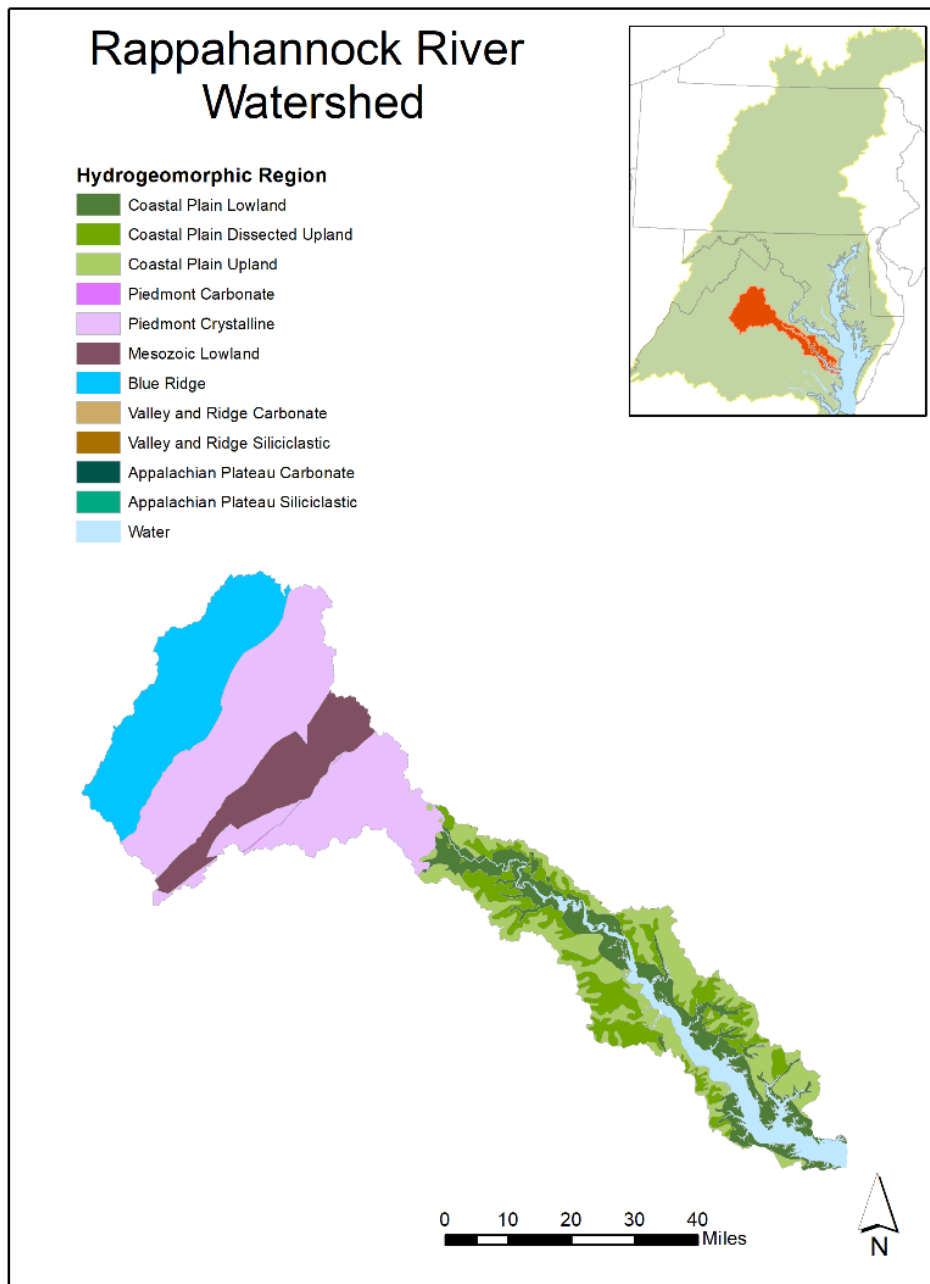 Rappahannock River
Watershed
Hydrogeomorphic Region
Coastal Plain Lowland
Coastal Plain Dissected Upland
Coastal Plain Upland
Piedmont Carbonate
Piedmont Crystalline
Mesozoic Lowland
Blue Ridge
Valley and Ridge Carbonate
Valley and Ridge Siliciclastic
Appalachian Plateau Carbonate
Appalachian Plateau Siliciclastic
Water
0 10 20 30 40
Miles
N